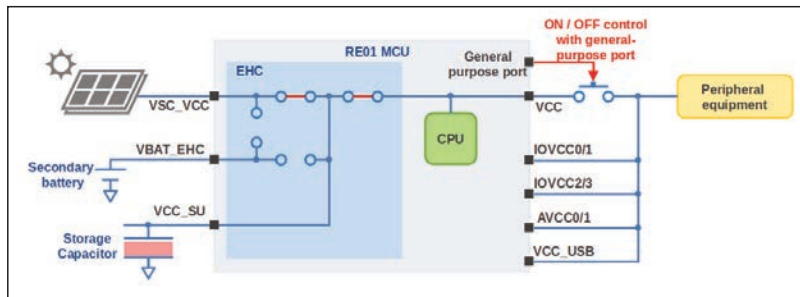 ON / OFF control
with general-
purpose port
RE01 MCU
General
purpose port
EHC
VSC_VCC
VCC
Peripheral
equipment
CPU
VBAT_EHC
IOVCC0/1
Secondary
battery
IOVCC2/3
VCC_SU
AVCC0/1
Storage
Capacitor
VCC_USB